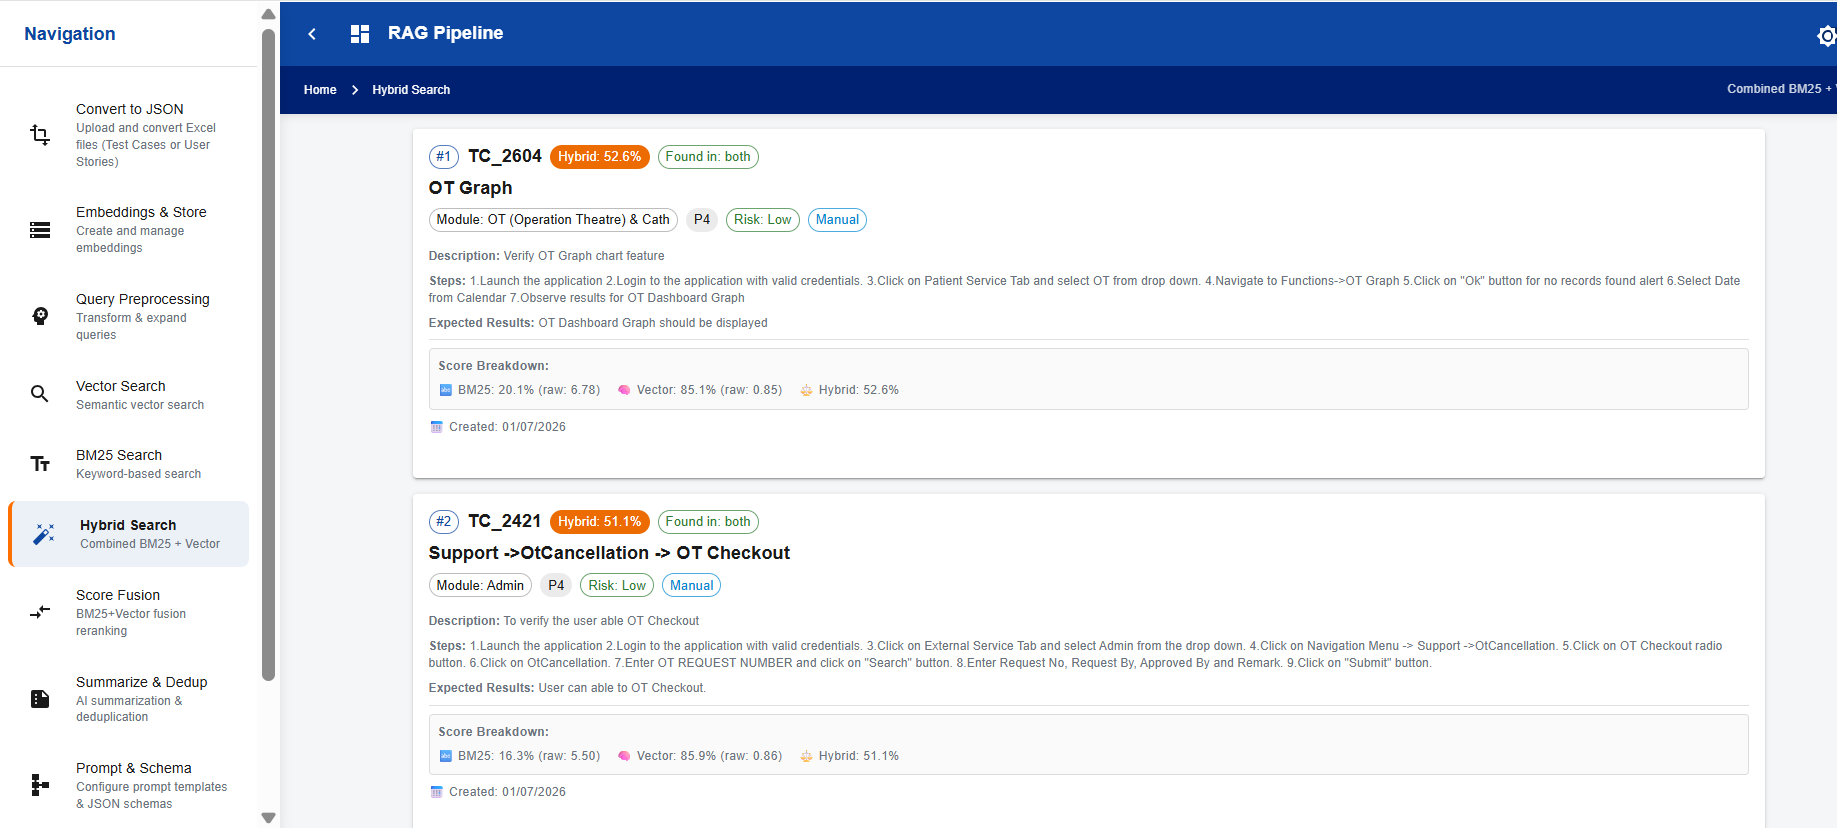 Navigation
Convert to JSON
Upload and convert Excel
files (Test Cases or User
Stories)
Embeddings & Store
Create and manage
embeddings
Query Preprocessing
Transform & expand
queries
Vector Search
Semantic vector search
BM25 Search
Keyword-based search
Hybrid Search
Combined BM25 + Vector
Score Fusion
BM25+Vector fusion
reranking
Summarize & Dedup
AI summarization &
deduplication
Prompt & Schema
Configure prompt templates
& JSON schemas
RAG Pipeline
Home > Hybrid Search
Combined BM25 +
#1 TC_2604 Hybrid: 52.6% Found in: both
OT Graph
Module: OT (Operation Theatre) & Cath P4 Risk: Low Manual
Description: Verify OT Graph chart feature
Steps: 1.Launch the application 2.Login to the application with valid credentials. 3.Click on Patient Service Tab and select OT from drop down. 4.Navigate to Functions->OT Graph 5.Click on "Ok" button for no records found alert 6.Select Date
from Calendar 7.Observe results for OT Dashboard Graph
Expected Results: OT Dashboard Graph should be displayed
Score Breakdown:
BM25: 20.1% (raw: 6.78) Vector: 85.1% (raw: 0.85) Hybrid: 52.6%
Created: 01/07/2026
#2 TC_2421 Hybrid: 51.1% Found in: both
Support ->OtCancellation -> OT Checkout
Module: Admin P4 Risk: Low Manual
Description: To verify the user able OT Checkout
Steps: 1.Launch the application 2.Login to the application with valid credentials. 3.Click on External Service Tab and select Admin from the drop down. 4.Click on Navigation Menu -> Support ->OtCancellation. 5.Click on OT Checkout radio
button. 6.Click on OtCancellation. 7.Enter OT REQUEST NUMBER and click on "Search" button. 8.Enter Request No, Request By, Approved By and Remark. 9.Click on "Submit" button.
Expected Results: User can able to OT Checkout.
Score Breakdown:
BM25: 16.3% (raw: 5.50) Vector: 85.9% (raw: 0.86) Hybrid: 51.1%
Created: 01/07/2026